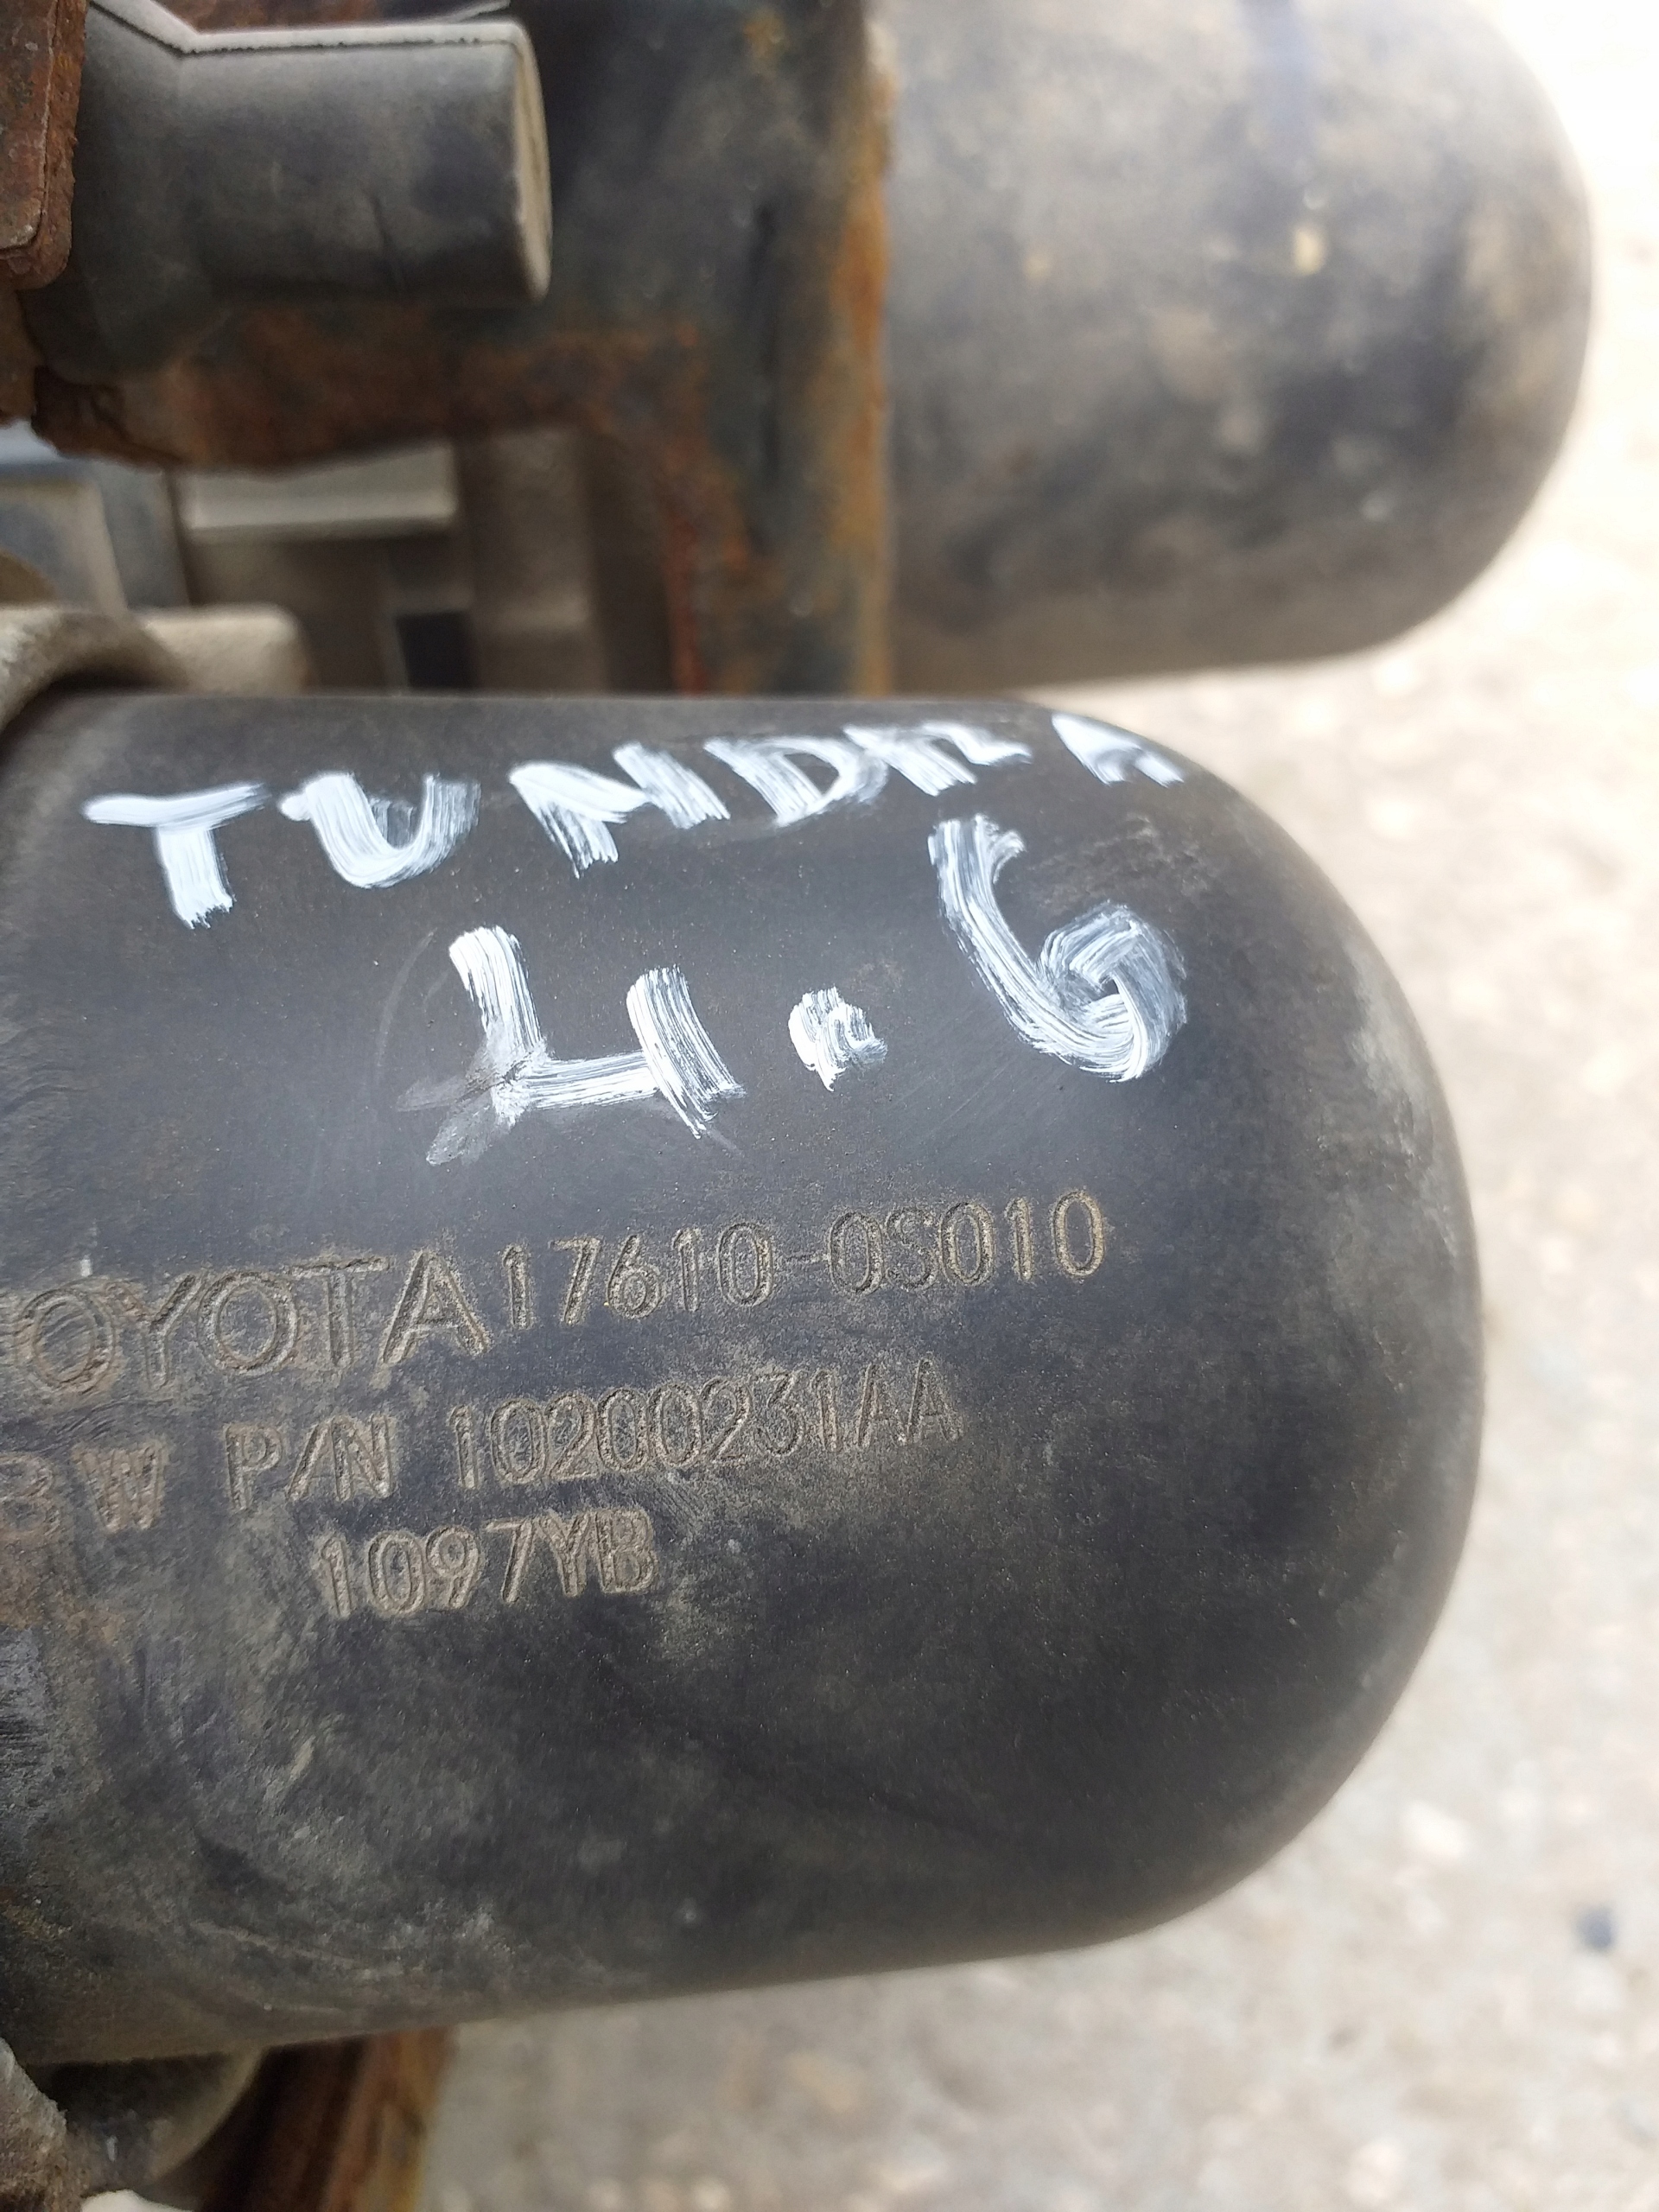 TUNDRA
4.6
OYOTA 17610-0S010
BW P/N 10200231AA
1097YB